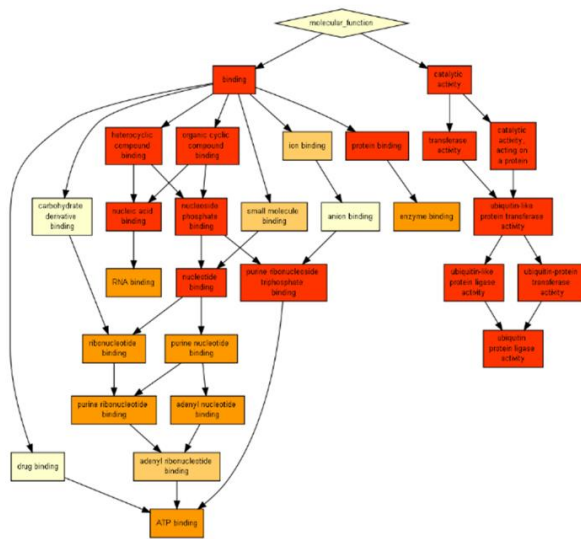 molecular_function
binding
catalytic
activity
heterocyclic
compound
binding
organic cyclic
compound
binding
ion binding
protein binding
transferase
activity
catalytic
activity,
acting on
a protein
carbohydrate
derivative
binding
nucleic acid
binding
nucleoside
phosphate
binding
small molecule
binding
anion binding
enzyme binding
ubiquitin-like
protein transferase
activity
RNA binding
nucleotide
binding
purine ribonucleoside
triphosphate
binding
ubiquitin-like
protein ligase
activity
ubiquitin-protein
transferase
activity
ribonucleotide
binding
purine nucleotide
binding
ubiquitin
protein ligase
activity
purine ribonucleotide
binding
adenyl nucleotide
binding
drug binding
adenyl ribonucleotide
binding
ATP binding